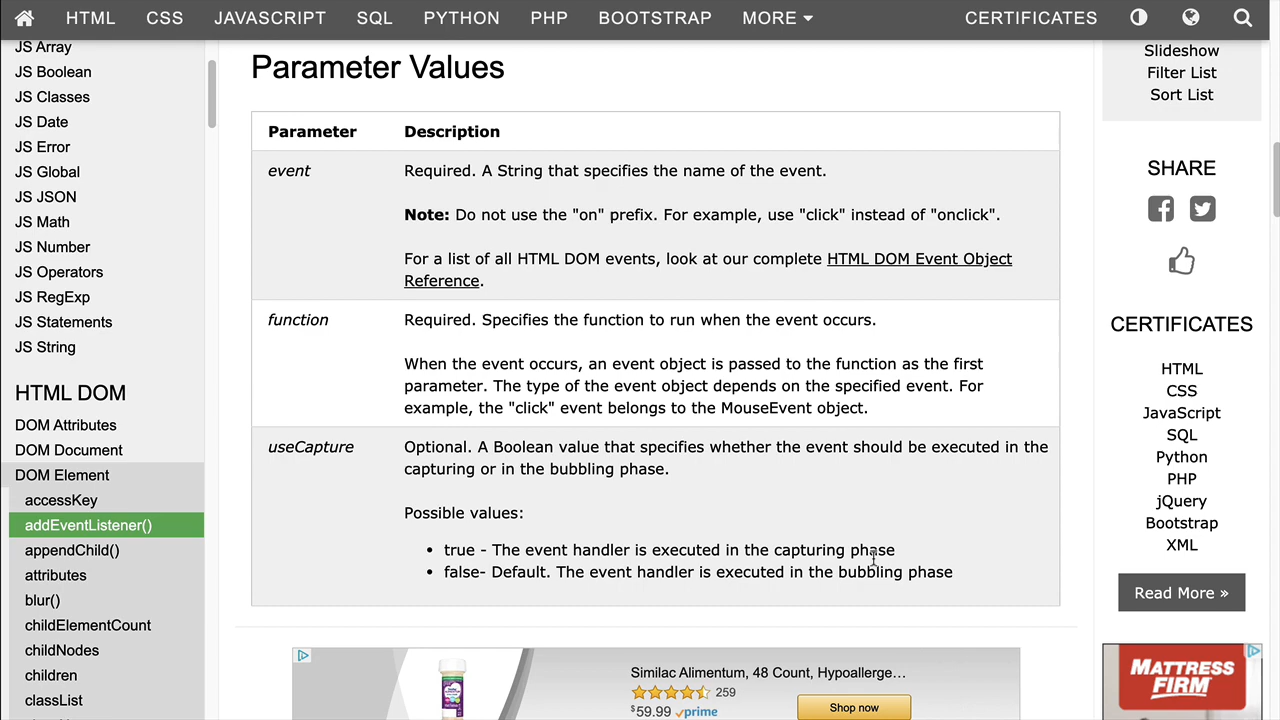 HTML CSS JAVASCRIPT SQL PYTHON PHP BOOTSTRAP MORE CERTIFICATES
JS Array
JS Boolean
JS Classes
JS Date
JS Error
JS Global
JS JSON
JS Math
JS Number
JS Operators
JS RegExp
JS Statements
JS String
HTML DOM
DOM Attributes
DOM Document
DOM Element
accessKey
addEventListener()
appendChild()
attributes
blur()
childElementCount
childNodes
children
classList
Parameter Values
Parameter Description
event Required. A String that specifies the name of the event.
Note: Do not use the "on" prefix. For example, use "click" instead of "onclick".
For a list of all HTML DOM events, look at our complete HTML DOM Event Object
Reference.
function Required. Specifies the function to run when the event occurs.
When the event occurs, an event object is passed to the function as the first
parameter. The type of the event object depends on the specified event. For
example, the "click" event belongs to the MouseEvent object.
useCapture Optional. A Boolean value that specifies whether the event should be executed in the
capturing or in the bubbling phase.
Possible values:
• true - The event handler is executed in the capturing phase
• false- Default. The event handler is executed in the bubbling phase
Similac Alimentum, 48 Count, Hypoallerge…
259
$59.99 prime
Shop now
Slideshow
Filter List
Sort List
SHARE
CERTIFICATES
HTML
CSS
JavaScript
SQL
Python
PHP
jQuery
Bootstrap
XML
Read More »
MATTRESS
FIRM